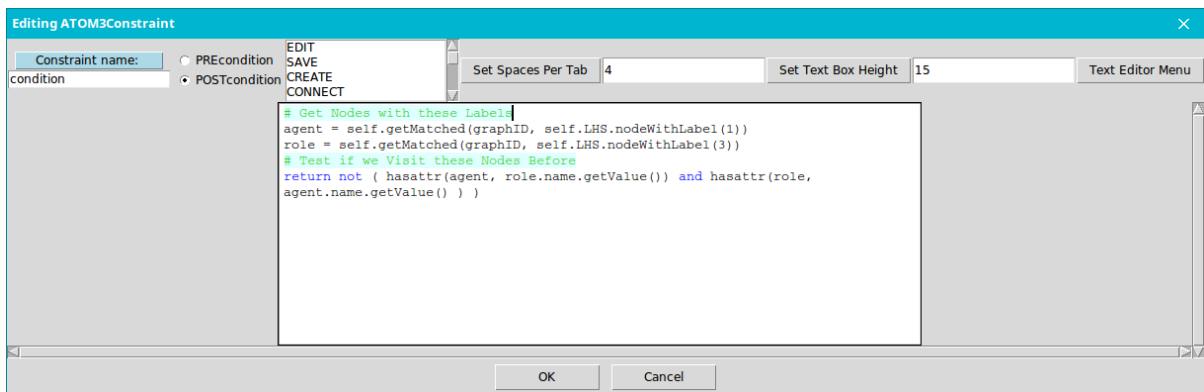 Editing ATOM3Constraint
Constraint name:
condition
PREcondition
POSTcondition
EDIT
SAVE
CREATE
CONNECT
Set Spaces Per Tab
4
Set Text Box Height
15
Text Editor Menu
# Get Nodes with these Labels
agent = self.getMatched(graphID, self.LHS.nodeWithLabel(1))
role = self.getMatched(graphID, self.LHS.nodeWithLabel(3))
# Test if we Visit these Nodes Before
return not ( hasattr(agent, role.name.getValue()) and hasattr(role,
agent.name.getValue() ) )
OK
Cancel